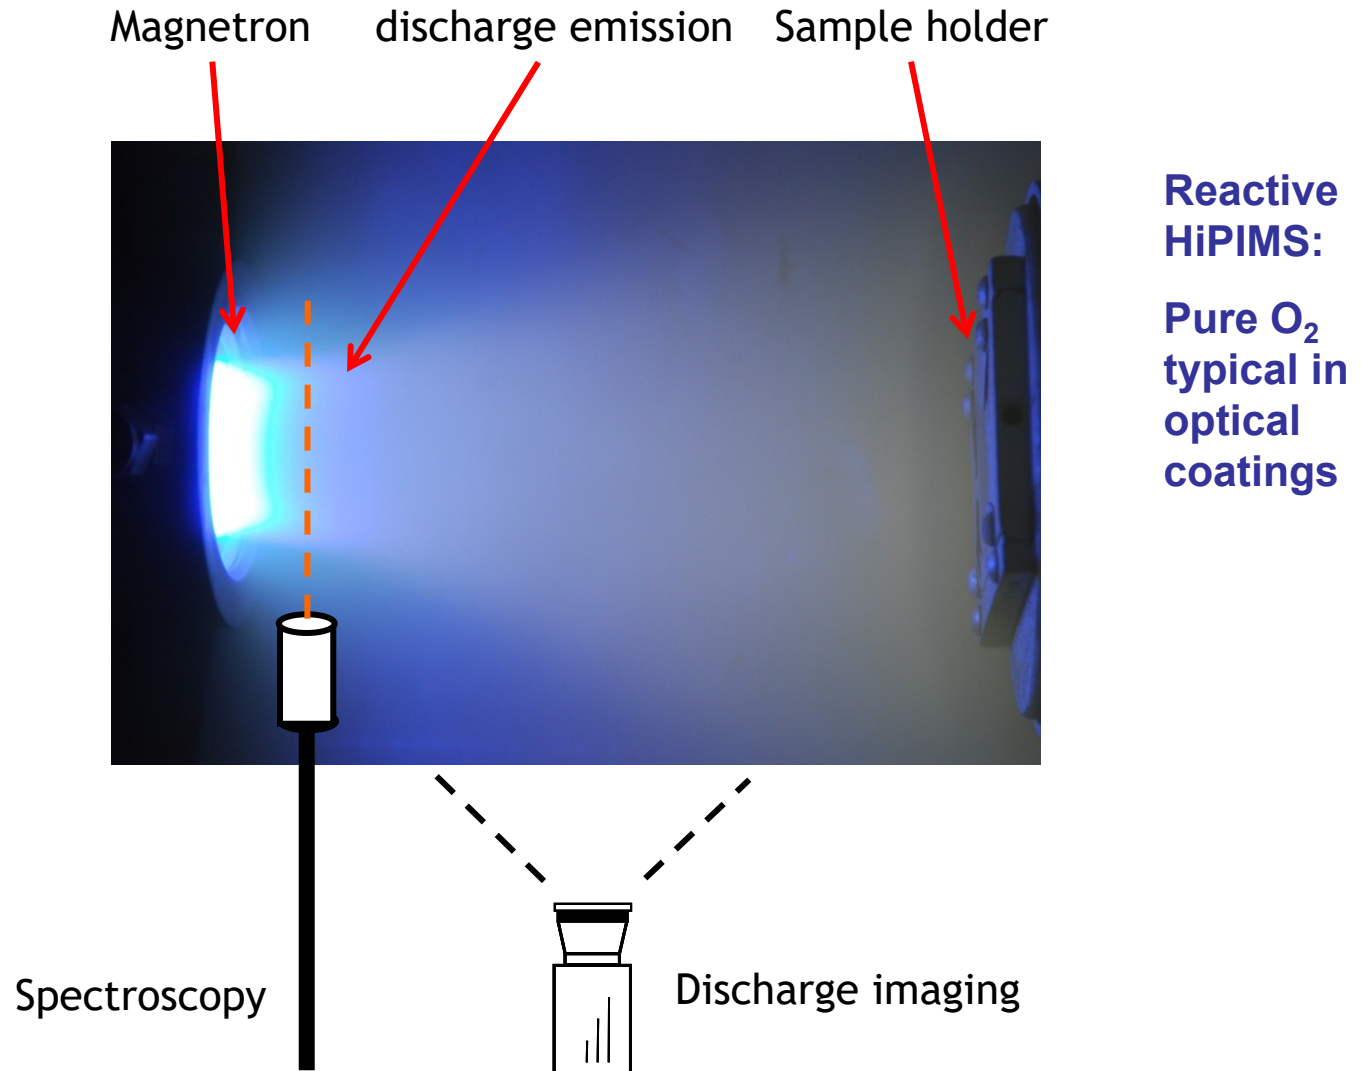 Magnetron discharge emission Sample holder
Reactive
HiPIMS:
Pure O₂
typical in
optical
coatings
Spectroscopy
Discharge imaging